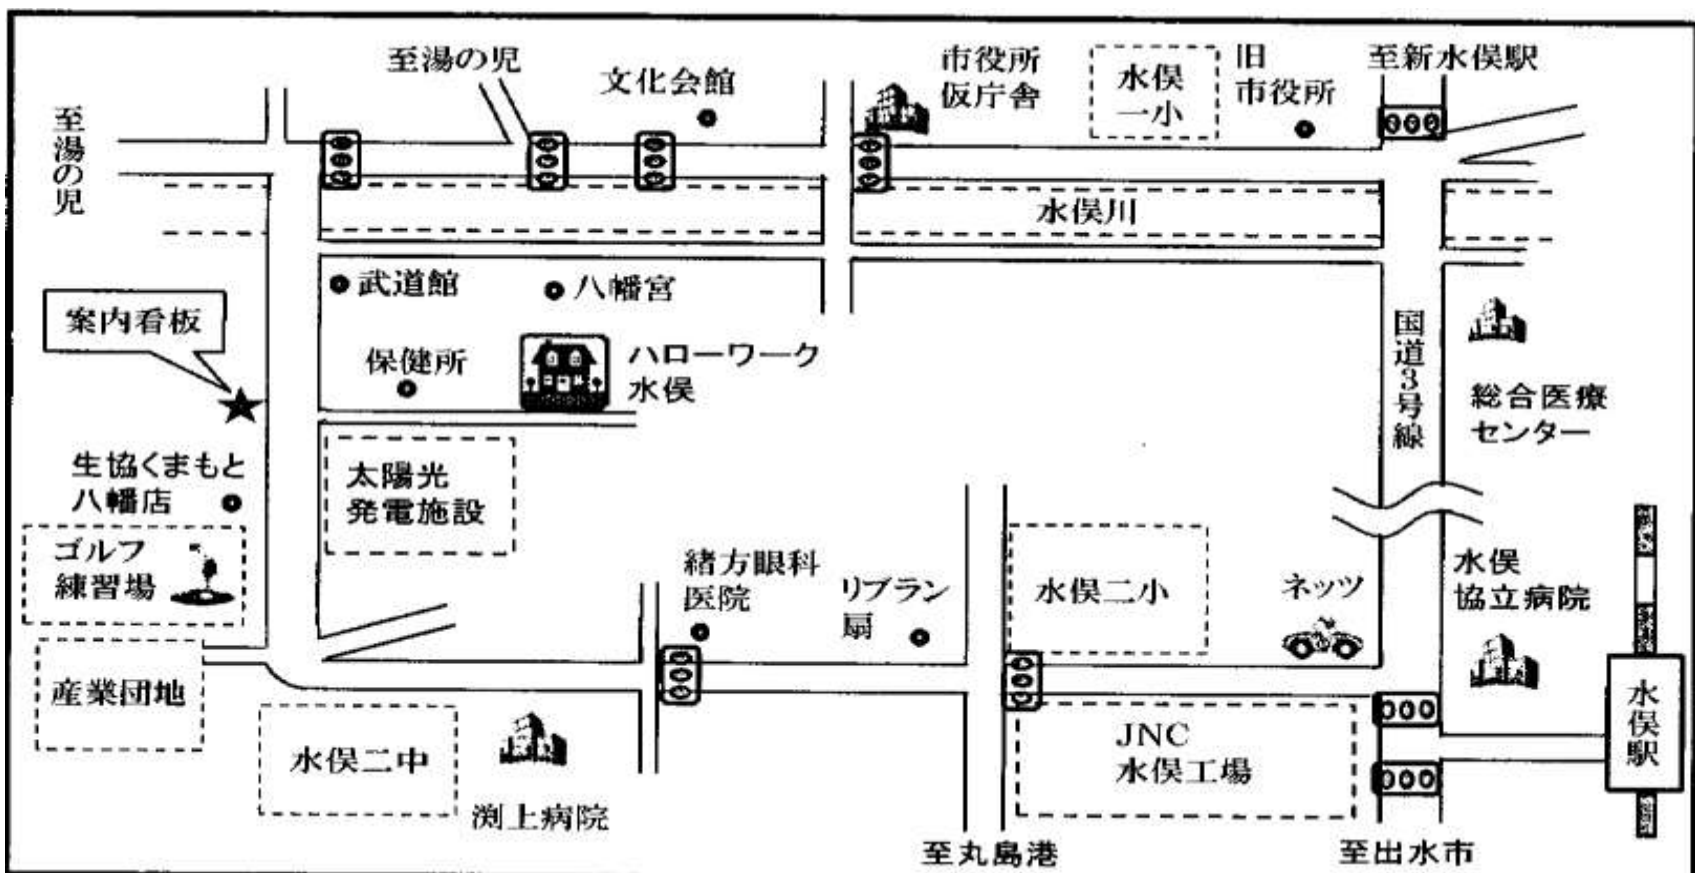 至湯の児
文化会館
市役所
仮庁舎
水俣
一小
旧
市役所
至新水俣駅
至湯の児
水俣川
武道館
八幡宮
案内看板
保健所
ハローワーク
水俣
国道3号線
総合医療
センター
生協くまもと
八幡店
太陽光
発電施設
ゴルフ
練習場
緒方眼科
医院
リブラン
扇
水俣二小
ネッツ
水俣
協立病院
産業団地
水俣駅
水俣二中
渕上病院
JNC
水俣工場
至丸島港
至出水市